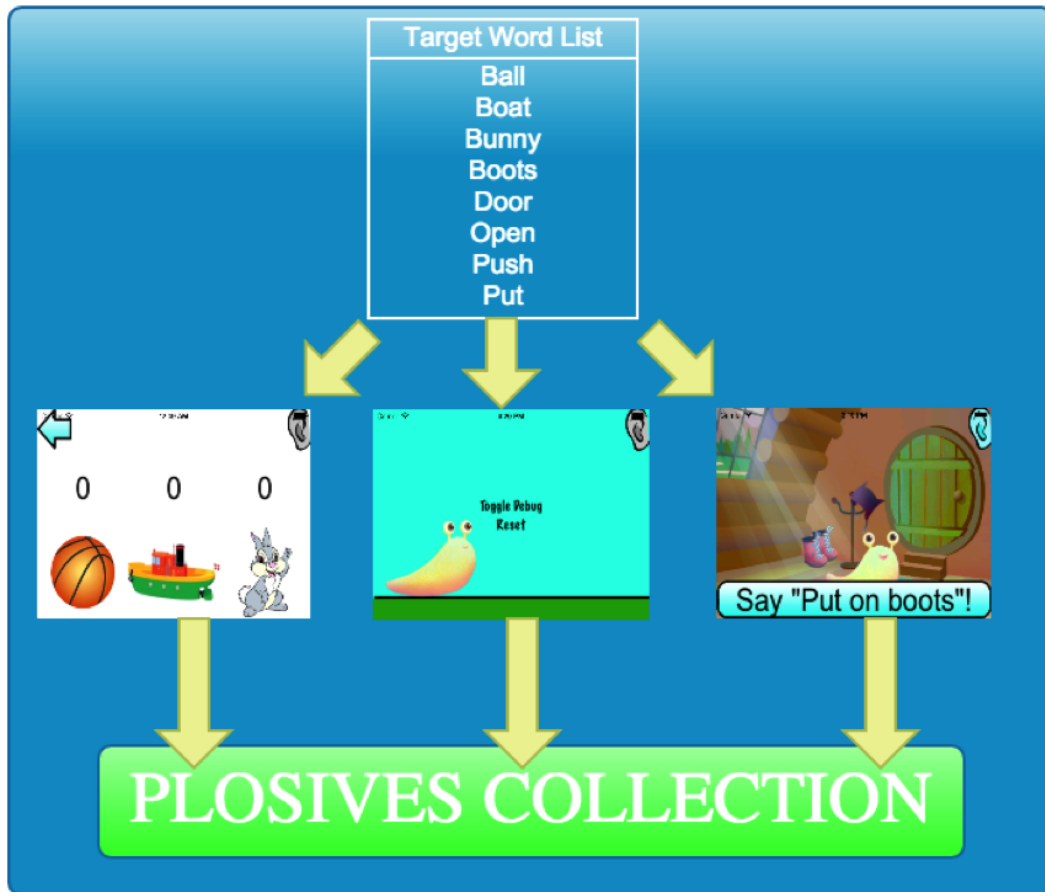 Target Word List
Ball
Boat
Bunny
Boots
Door
Open
Push
Put
0 0 0
Toggle Debug
Reset
Say "Put on boots"!
PLOSIVES COLLECTION